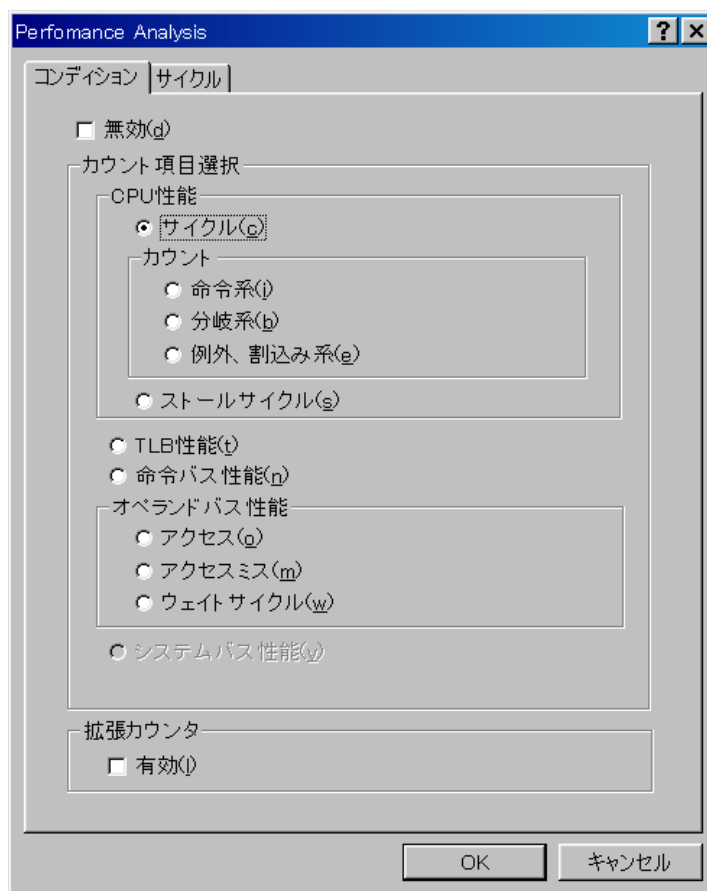 Perfomance Analysis
コンディション サイクル
無効(d)
カウント項目選択
CPU性能
サイクル(c)
カウント
命令系(i)
分岐系(b)
例外、割込み系(e)
ストールサイクル(s)
TLB性能(t)
命令バス性能(n)
オペランドバス性能
アクセス(o)
アクセスミス(m)
ウェイトサイクル(w)
システムバス性能(v)
拡張カウンタ
有効(l)
OK キャンセル